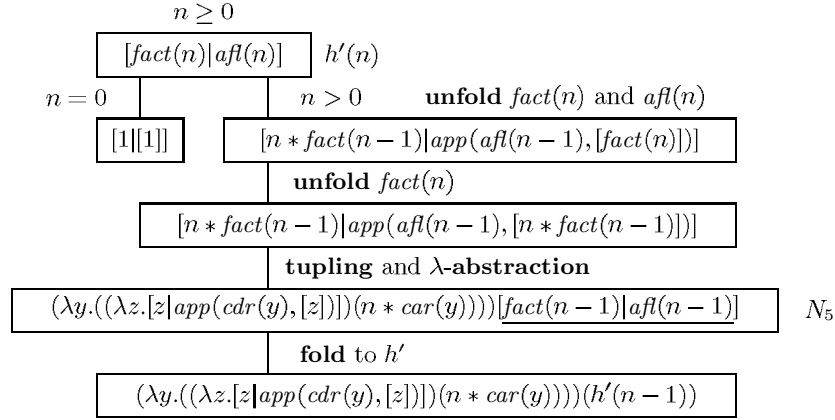 n ≥ 0
[fact(n)|afl(n)] h′(n)
n = 0 n > 0 unfold fact(n) and afl(n)
[1|[1]] [n ∗ fact(n − 1)|app(afl(n − 1), [fact(n)])]
unfold fact(n)
[n ∗ fact(n − 1)|app(afl(n − 1), [n ∗ fact(n − 1)])]
tupling and λ-abstraction
(λy.((λz.[z|app(cdr(y), [z])])(n ∗ car(y))))[fact(n − 1)|afl(n − 1)] N₅
fold to h′
(λy.((λz.[z|app(cdr(y), [z])])(n ∗ car(y))))(h′(n − 1))